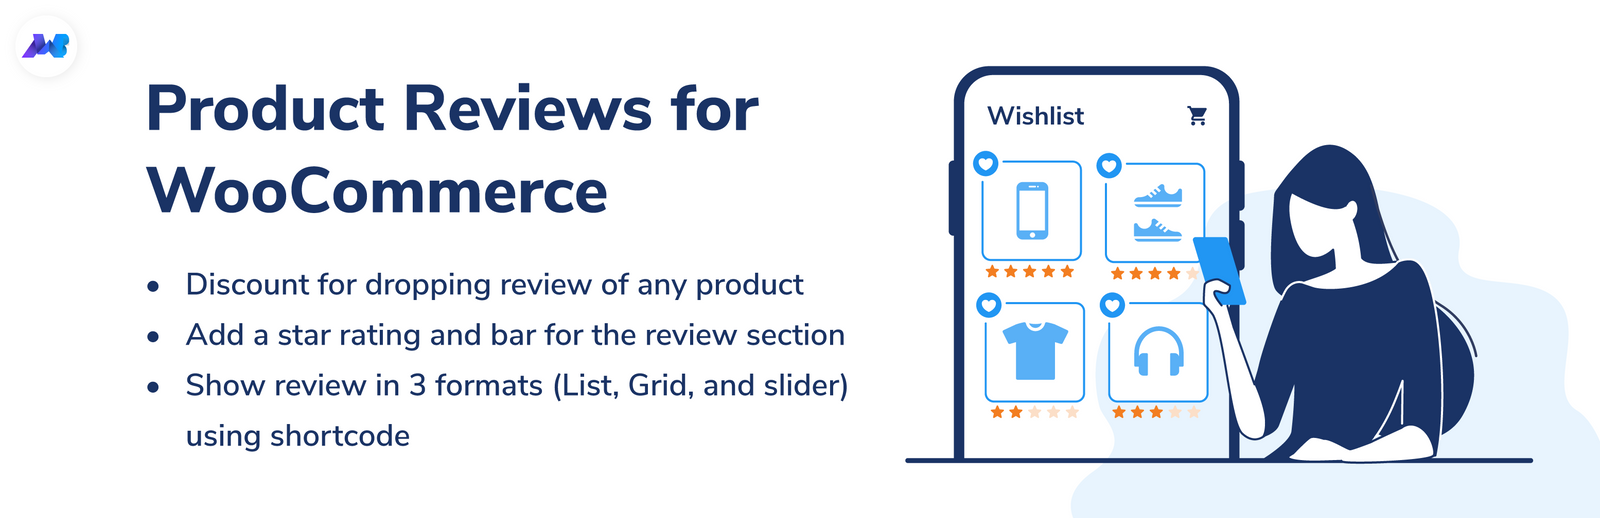 Product Reviews for
WooCommerce
• Discount for dropping review of any product
• Add a star rating and bar for the review section
• Show review in 3 formats (List, Grid, and slider)
using shortcode
Wishlist